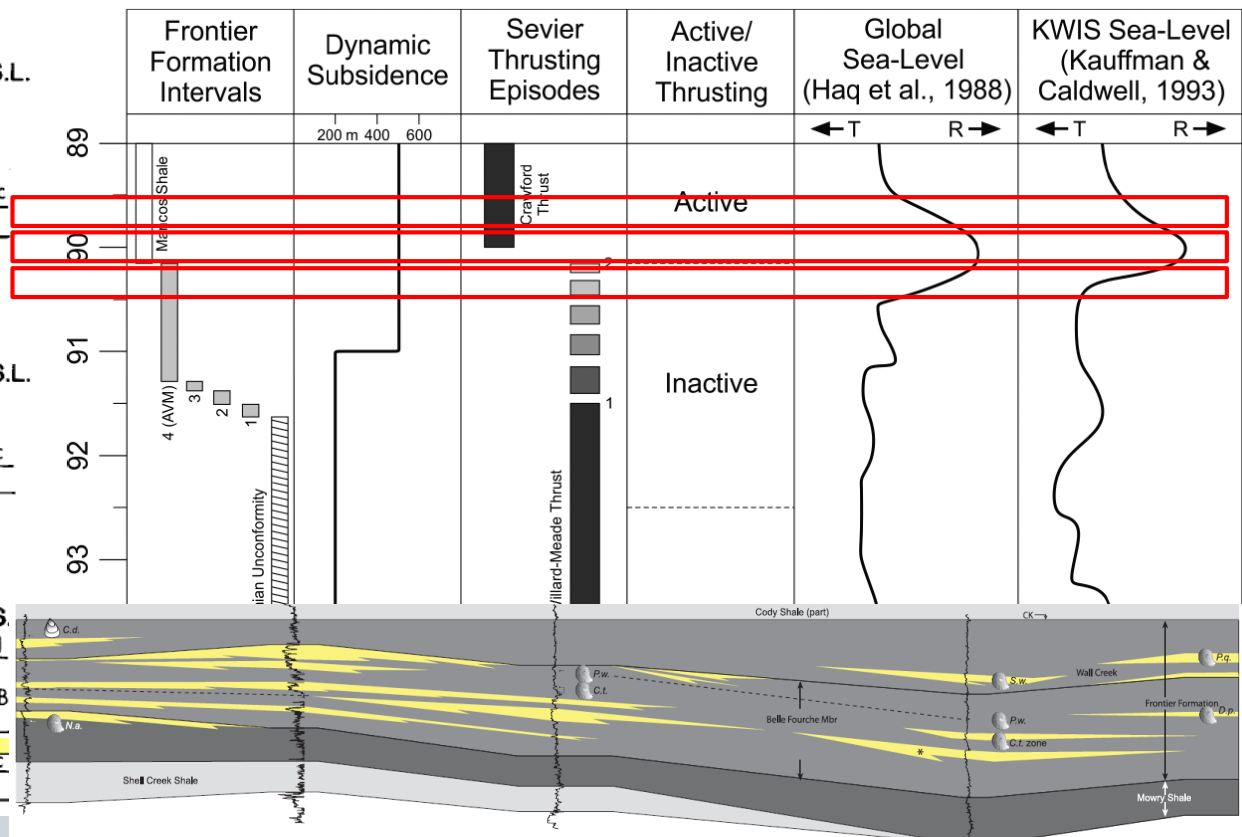 Frontier
Formation
Intervals
Dynamic
Subsidence
Sevier
Thrusting
Episodes
Active/
Inactive
Thrusting
Global
Sea-Level
(Haq et al., 1988)
KWIS Sea-Level
(Kauffman &
Caldwell, 1993)
S.L.
200 m 400 600
T R
T R
89
90
91
92
93
Mancos Shale
4 (AVM)
3
2
1
nian Unconformity
Crawford
Thrust
2
1
Villard-Meade Thrust
Active
Inactive
S.L.
Cody Shale (part)
CK
C.d.
N.a.
P.w.
C.t.
S.w.
P.w.
C.t. zone
*
P.q.
D.p.
Wall Creek
Belle Fourche Mbr
Frontier Formation
Shell Creek Shale
Mowry Shale
B